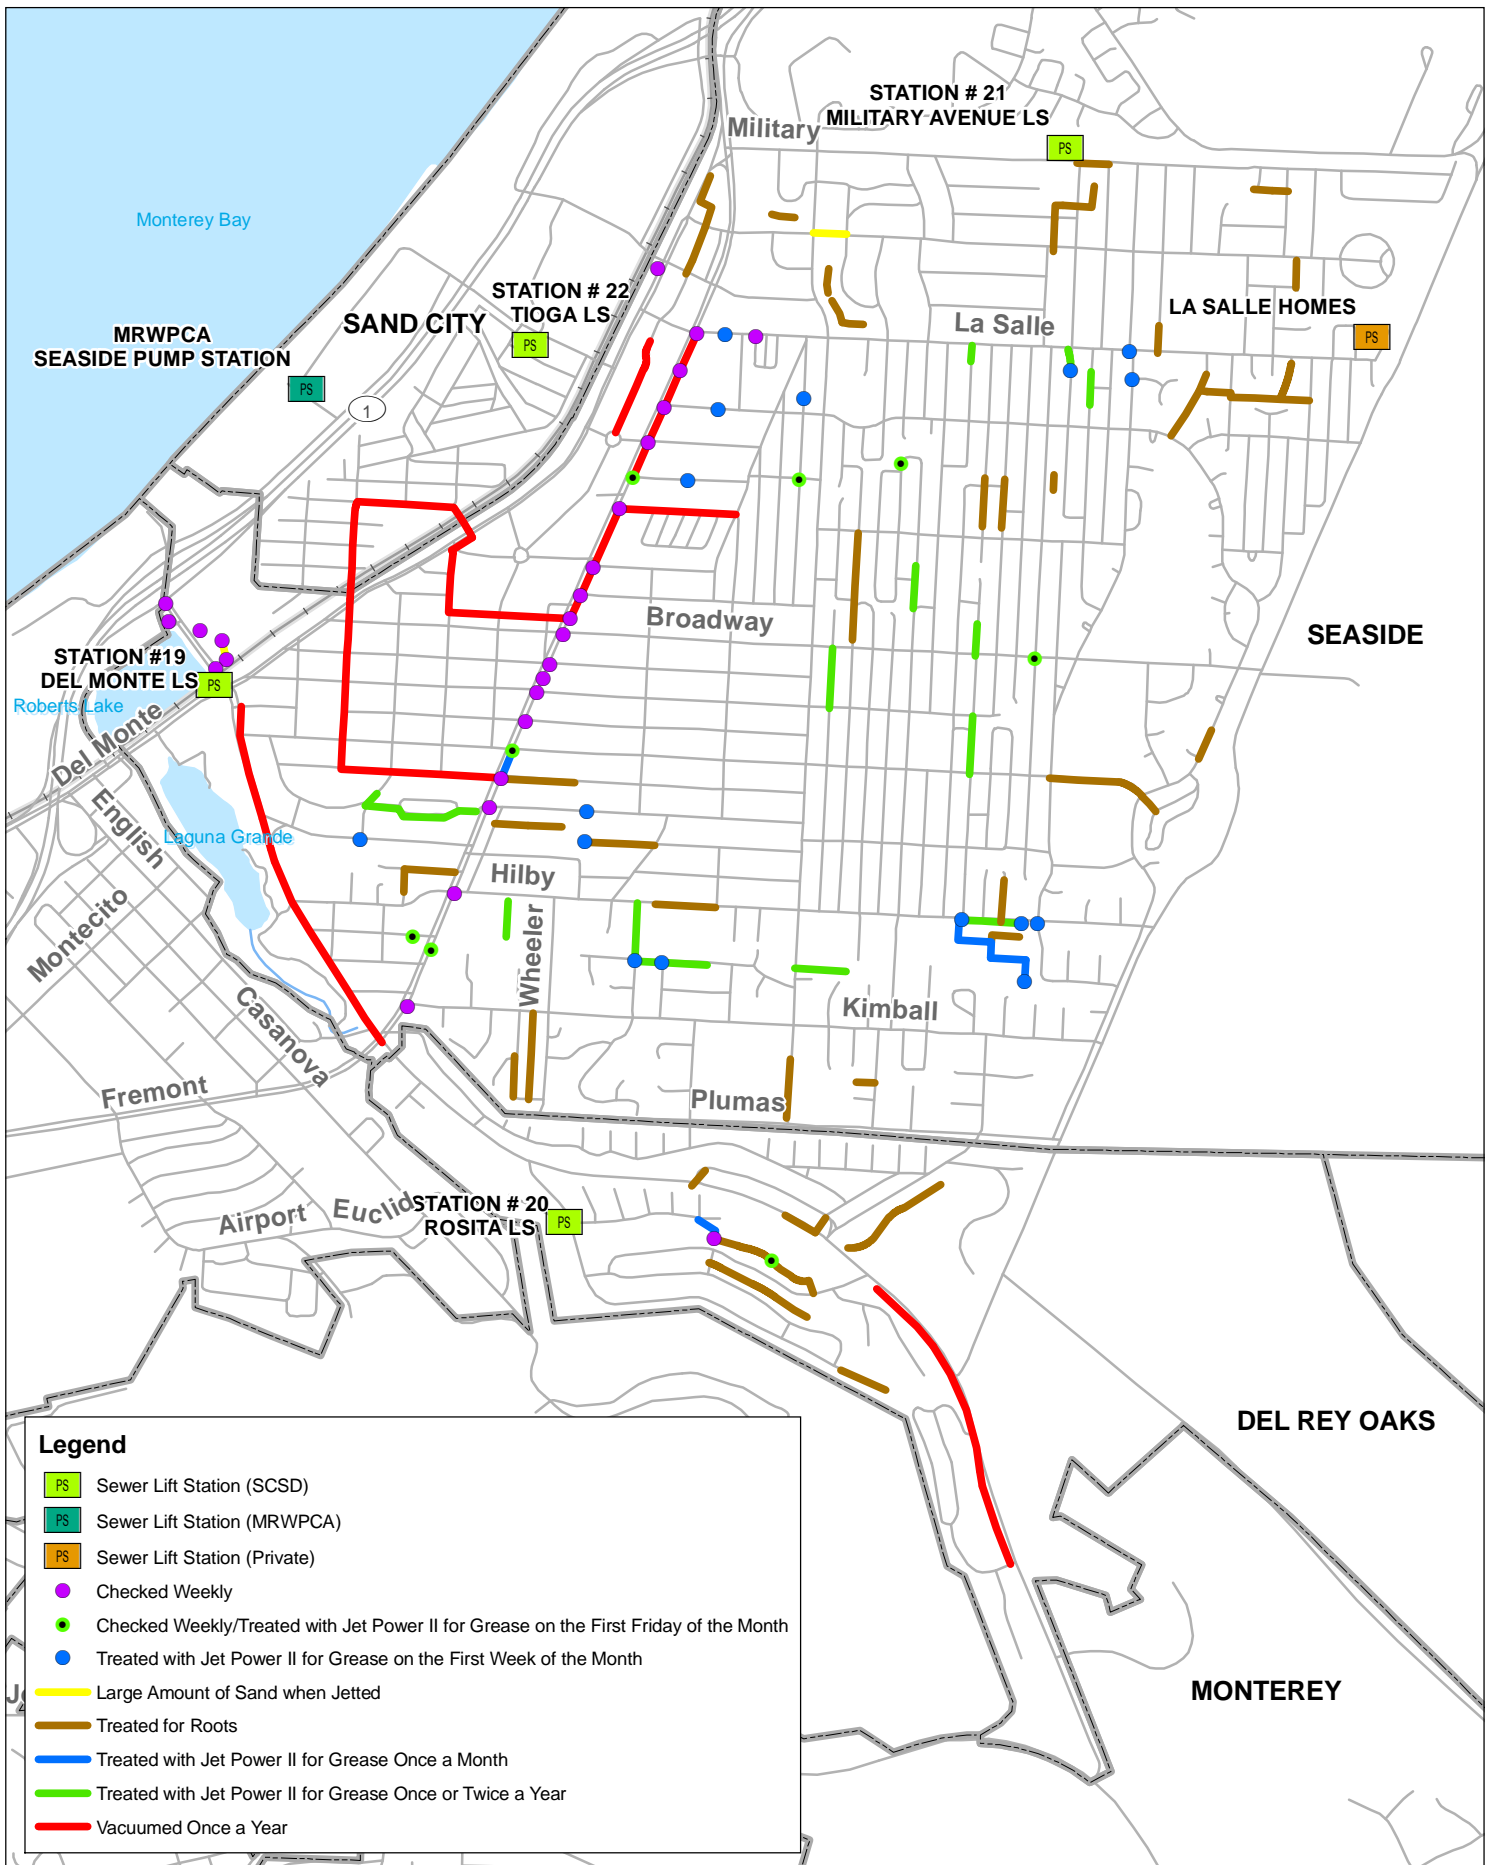 STATION # 21
MILITARY AVENUE LS
PS
Military
Monterey Bay
STATION # 22
TIOGA LS
PS
SAND CITY
LA SALLE HOMES
PS
La Salle
MRWPCA
SEASIDE PUMP STATION
PS
1
Broadway
SEASIDE
STATION #19
DEL MONTE LS
PS
Roberts Lake
Del Monte
English
Laguna Grande
Montecito
Hilby
Wheeler
Casanova
Kimball
Fremont
Plumas
Airport
Euclid
STATION # 20
ROSITA LS
PS
DEL REY OAKS
MONTEREY
Legend
PS Sewer Lift Station (SCSD)
PS Sewer Lift Station (MRWPCA)
PS Sewer Lift Station (Private)
Checked Weekly
Checked Weekly/Treated with Jet Power II for Grease on the First Friday of the Month
Treated with Jet Power II for Grease on the First Week of the Month
Large Amount of Sand when Jetted
Treated for Roots
Treated with Jet Power II for Grease Once a Month
Treated with Jet Power II for Grease Once or Twice a Year
Vacuumed Once a Year